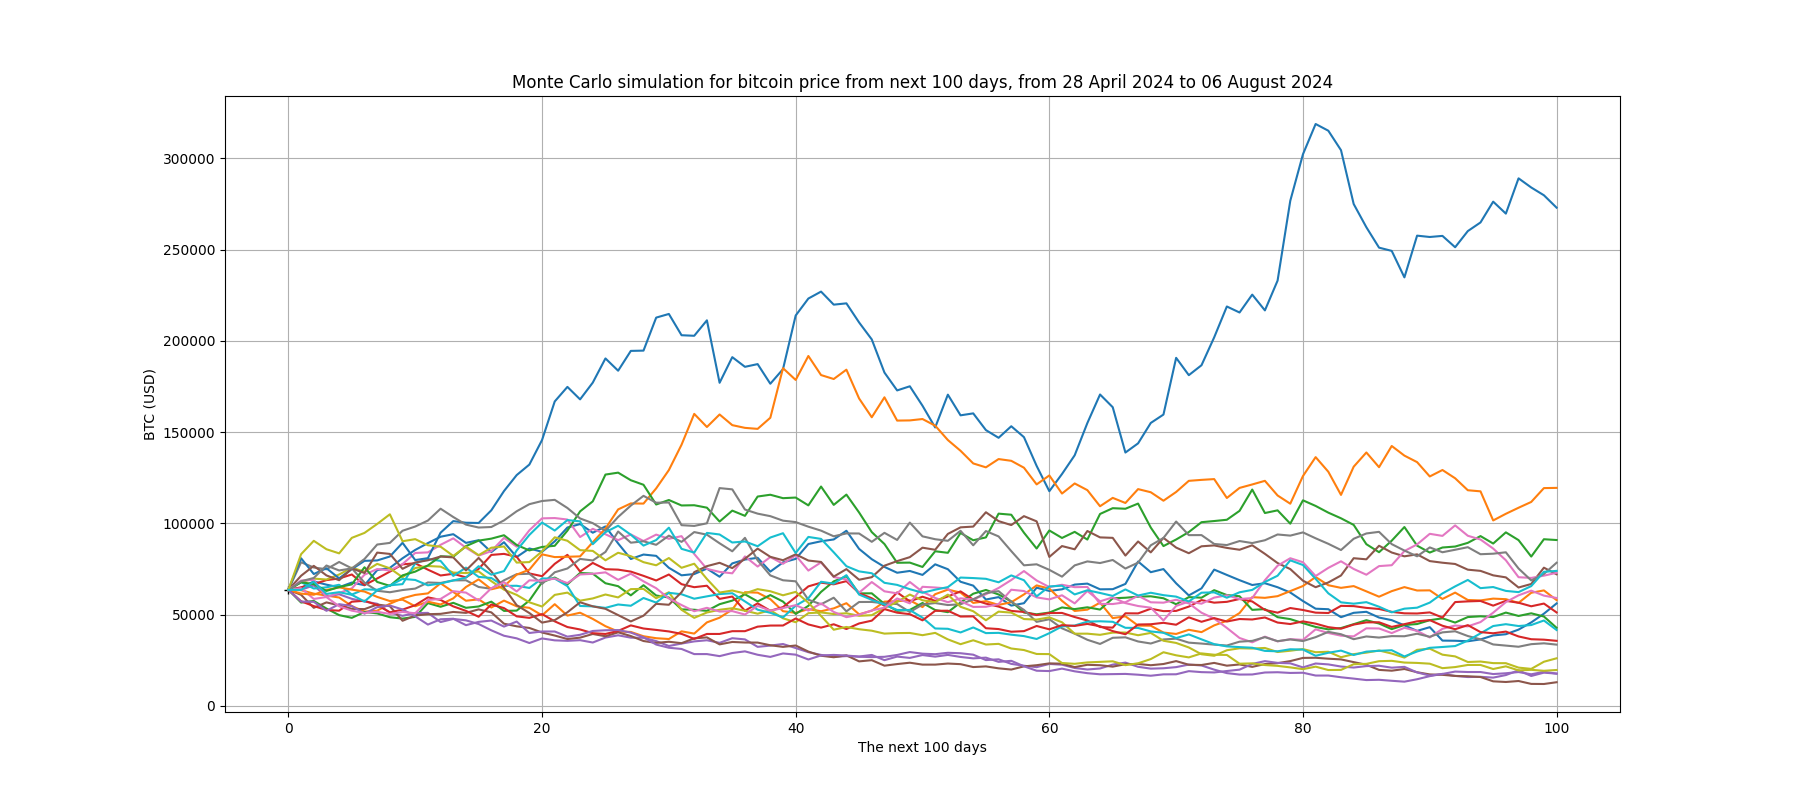 Monte Carlo simulation for bitcoin price from next 100 days, from 28 April 2024 to 06 August 2024
300000
250000
200000
150000
100000
50000
0
BTC (USD)
0 20 40 60 80 100
The next 100 days